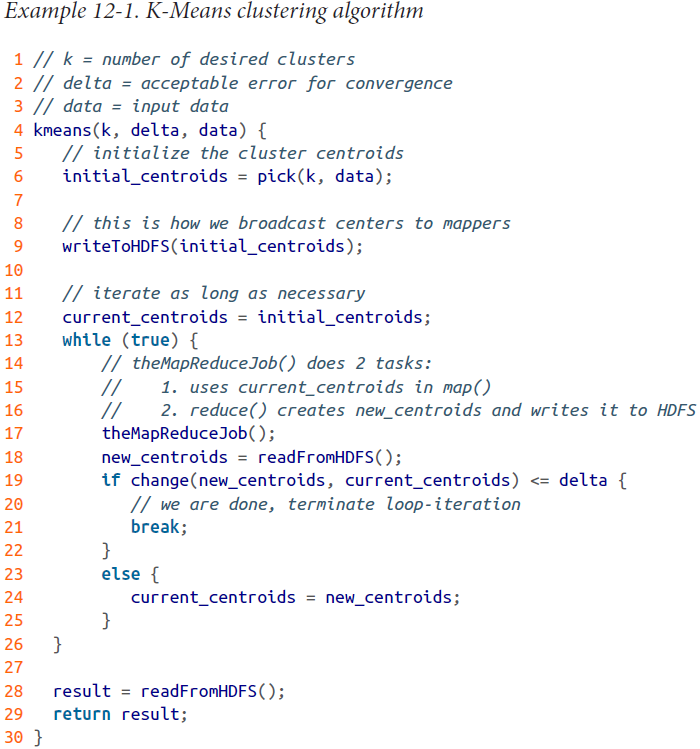 Example 12-1. K-Means clustering algorithm
1 // k = number of desired clusters
2 // delta = acceptable error for convergence
3 // data = input data
4 kmeans(k, delta, data) {
5    // initialize the cluster centroids
6    initial_centroids = pick(k, data);
7
8    // this is how we broadcast centers to mappers
9    writeToHDFS(initial_centroids);
10
11    // iterate as long as necessary
12    current_centroids = initial_centroids;
13    while (true) {
14        // theMapReduceJob() does 2 tasks:
15        //    1. uses current_centroids in map()
16        //    2. reduce() creates new_centroids and writes it to HDFS
17        theMapReduceJob();
18        new_centroids = readFromHDFS();
19        if change(new_centroids, current_centroids) <= delta {
20           // we are done, terminate loop-iteration
21           break;
22        }
23        else {
24           current_centroids = new_centroids;
25        }
26   }
27
28   result = readFromHDFS();
29   return result;
30 }